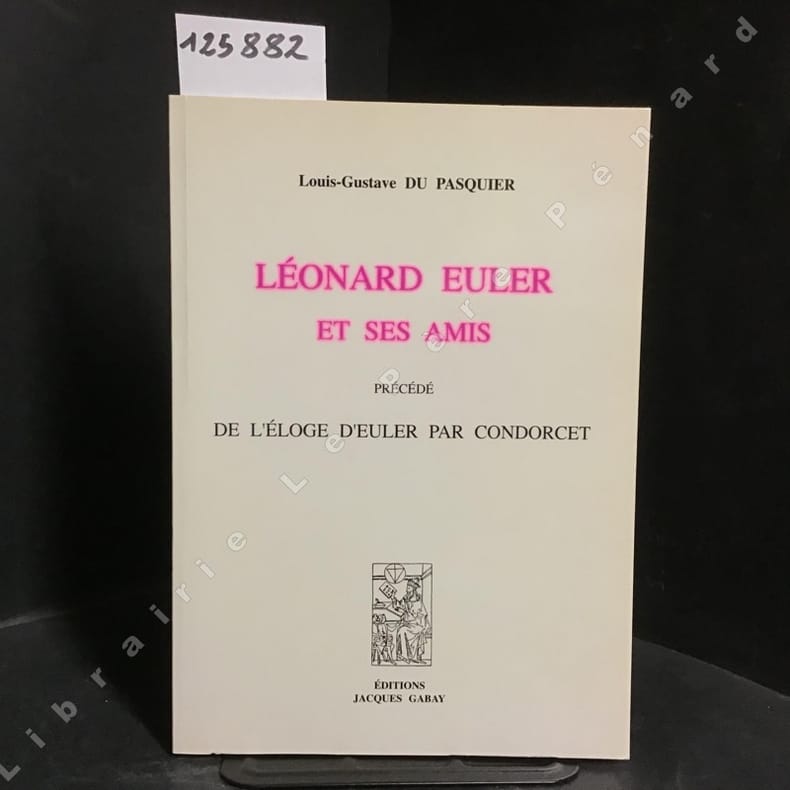 125882
Louis-Gustave DU PASQUIER
LÉONARD EULER
ET SES AMIS
PRÉCÉDÉ
DE L'ÉLOGE D'EULER PAR CONDORCET
ÉDITIONS
JACQUES GABAY
Librairie Le Père Pénard